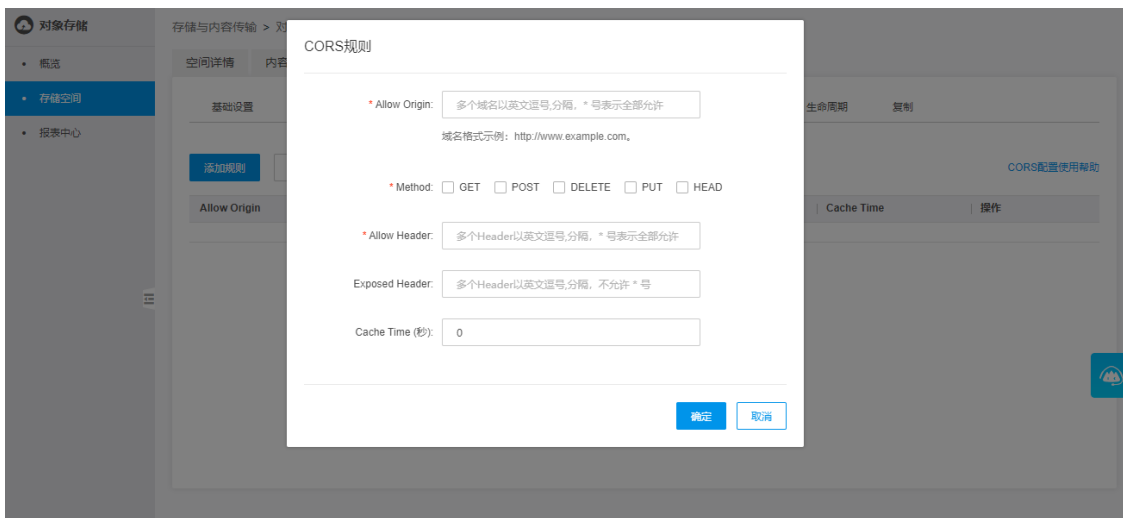 对象存储
存储与内容传输 > 对
概览
存储空间
报表中心
空间详情 内容
基础设置
生命周期 复制
添加规则
CORS配置使用帮助
Allow Origin
Cache Time 操作
CORS规则
* Allow Origin: 多个域名以英文逗号,分隔，* 号表示全部允许
域名格式示例：http://www.example.com。
* Method: GET POST DELETE PUT HEAD
* Allow Header: 多个Header以英文逗号,分隔，* 号表示全部允许
Exposed Header: 多个Header以英文逗号,分隔，不允许 * 号
Cache Time (秒): 0
确定 取消